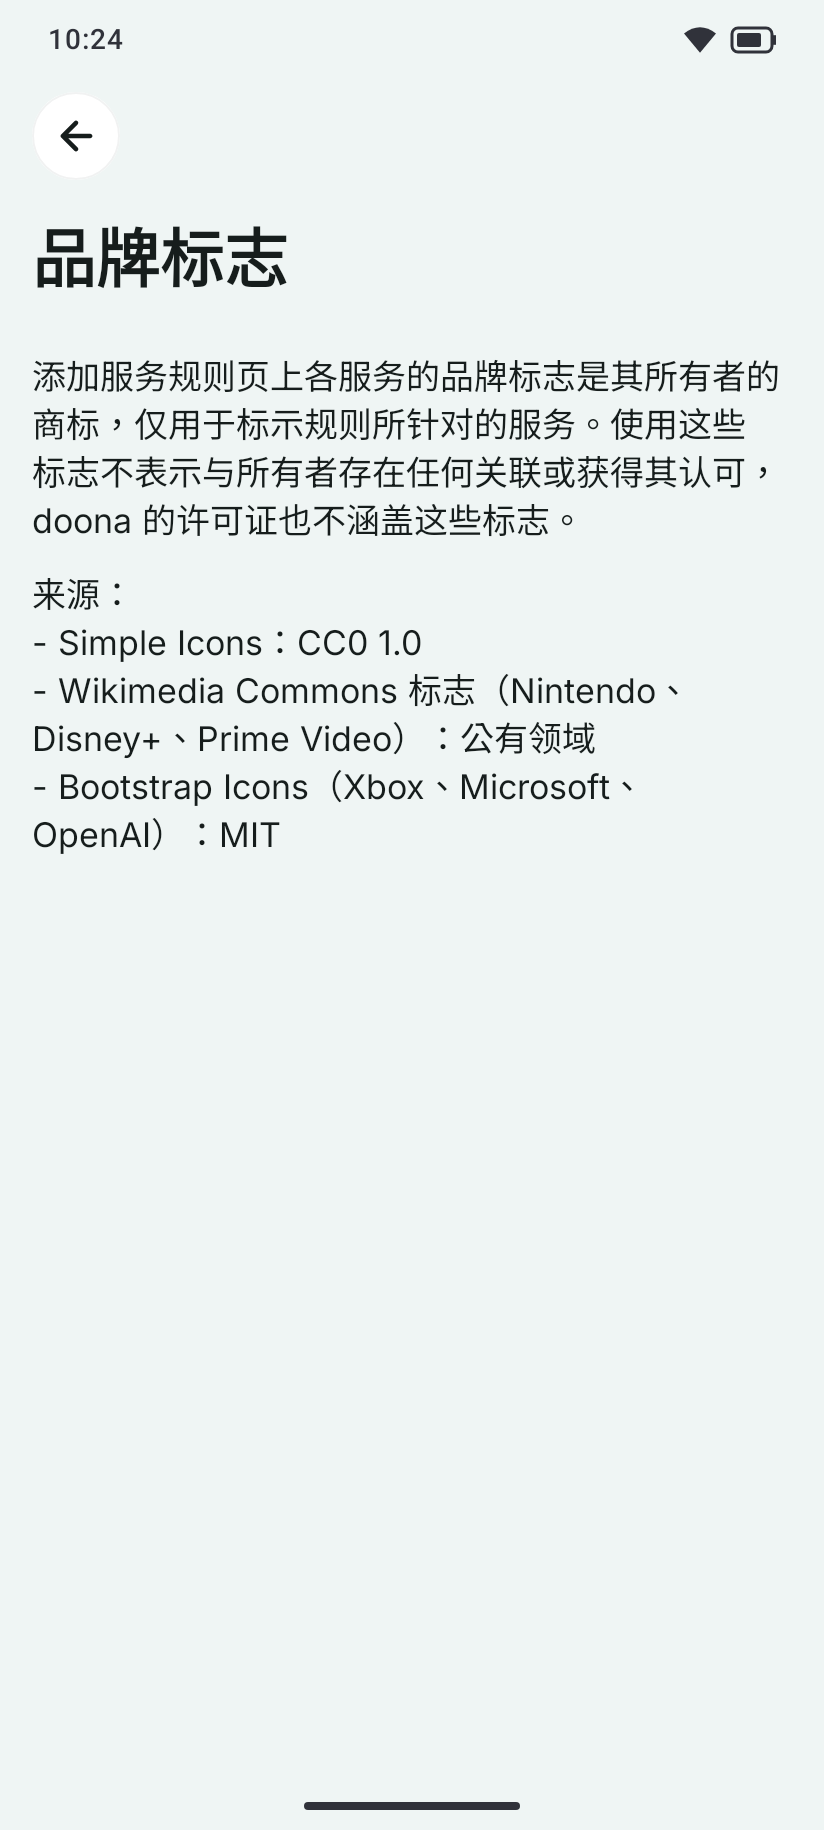 10:24
品牌标志
添加服务规则页上各服务的品牌标志是其所有者的
商标，仅用于标示规则所针对的服务。使用这些
标志不表示与所有者存在任何关联或获得其认可，
doona 的许可证也不涵盖这些标志。
来源：
- Simple Icons：CC0 1.0
- Wikimedia Commons 标志（Nintendo、
Disney+、Prime Video）：公有领域
- Bootstrap Icons（Xbox、Microsoft、
OpenAI）：MIT